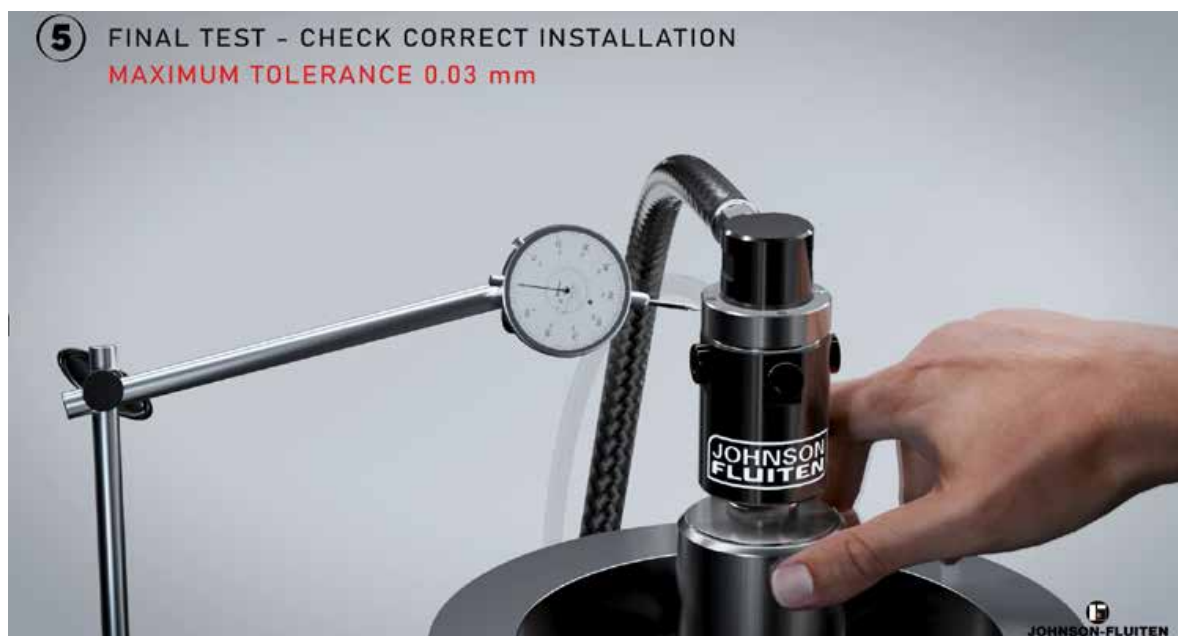 5 FINAL TEST - CHECK CORRECT INSTALLATION
MAXIMUM TOLERANCE 0.03 mm
JOHNSON
FLUITEN
JOHNSON-FLUITEN